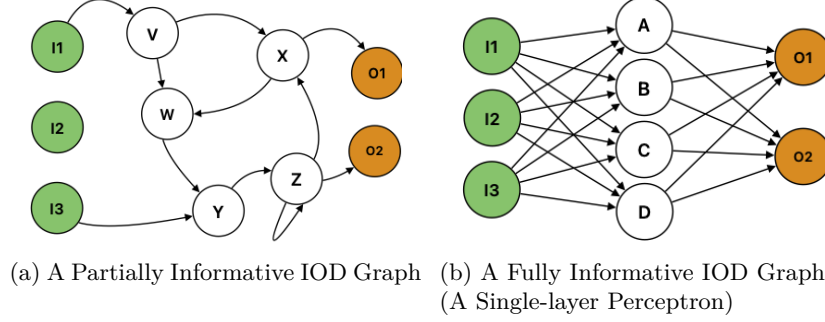 I1
V
X
O1
I2
W
O2
I3
Y
Z
(a) A Partially Informative IOD Graph
I1
A
O1
B
I2
C
O2
I3
D
(b) A Fully Informative IOD Graph
(A Single-layer Perceptron)